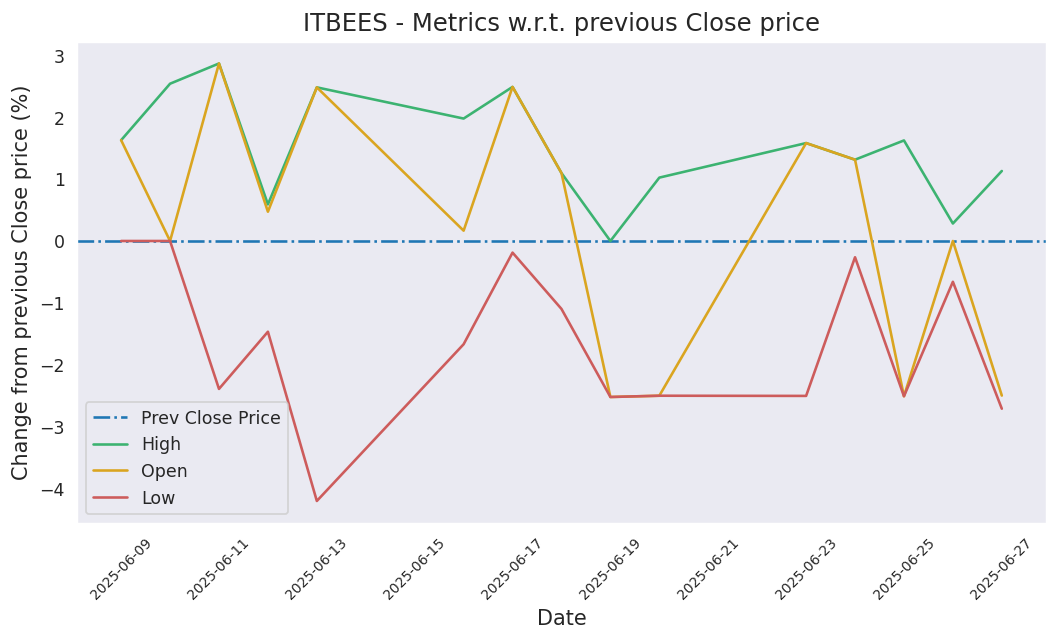 ITBEES - Metrics w.r.t. previous Close price
Change from previous Close price (%)
3
2
1
0
−1
−2
−3
−4
Prev Close Price
High
Open
Low
2025-06-09
2025-06-11
2025-06-13
2025-06-15
2025-06-17
2025-06-19
2025-06-21
2025-06-23
2025-06-25
2025-06-27
Date